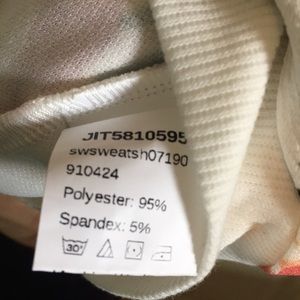 JIT5810595
swsweatsh07190
910424
Polyester: 95%
Spandex: 5%
30°